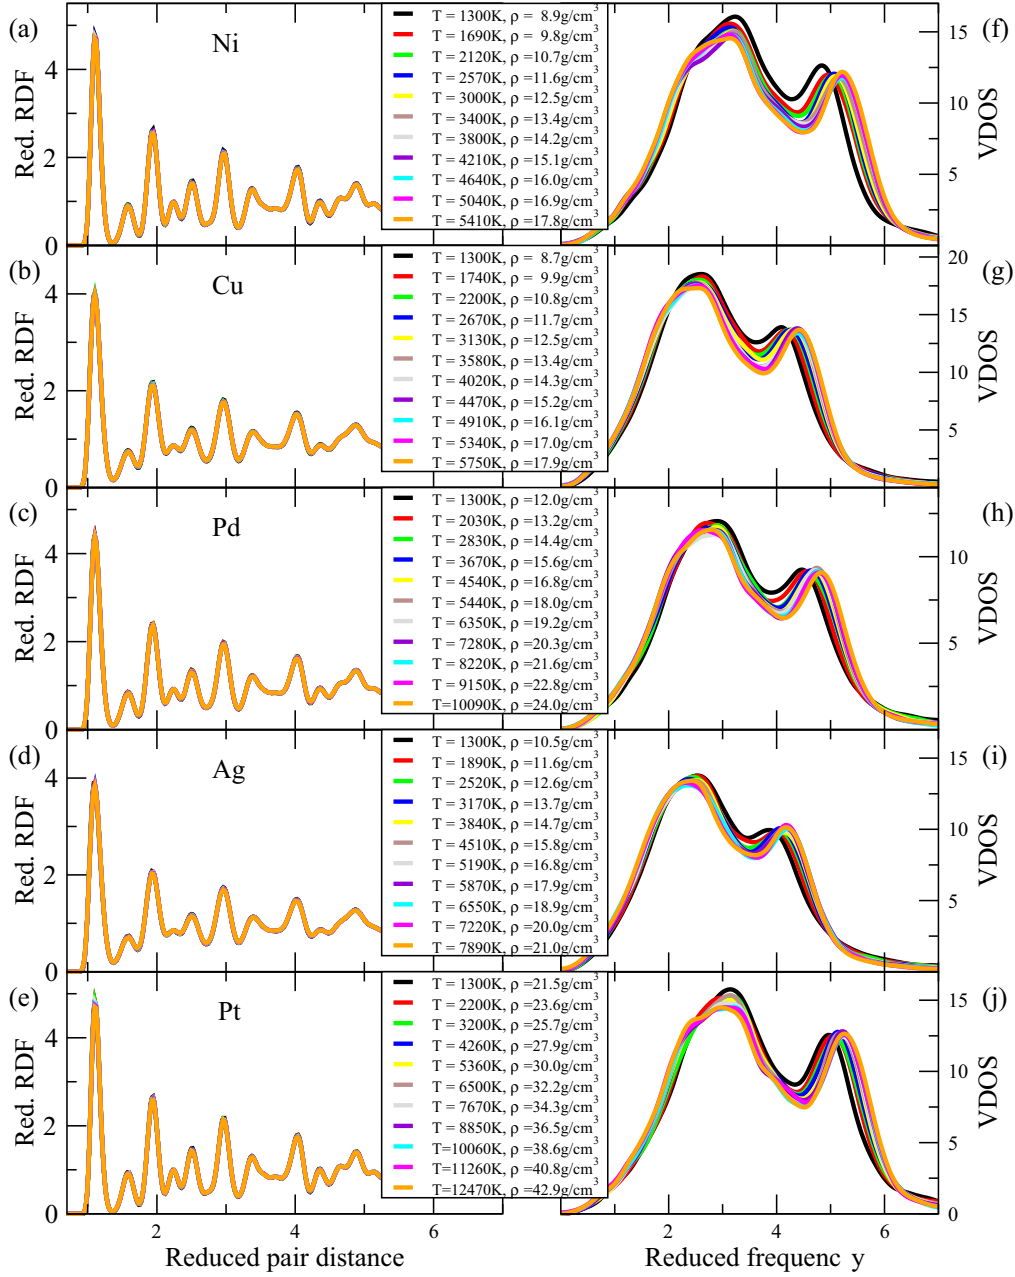 (a)
Ni
Red. RDF
4
2
0
T = 1300K, ρ = 8.9g/cm³
T = 1690K, ρ = 9.8g/cm³
T = 2120K, ρ =10.7g/cm³
T = 2570K, ρ =11.6g/cm³
T = 3000K, ρ =12.5g/cm³
T = 3400K, ρ =13.4g/cm³
T = 3800K, ρ =14.2g/cm³
T = 4210K, ρ =15.1g/cm³
T = 4640K, ρ =16.0g/cm³
T = 5040K, ρ =16.9g/cm³
T = 5410K, ρ =17.8g/cm³
(f)
15
10
5
VDOS
(b)
Cu
Red. RDF
4
2
0
T = 1300K, ρ = 8.7g/cm³
T = 1740K, ρ = 9.9g/cm³
T = 2200K, ρ =10.8g/cm³
T = 2670K, ρ =11.7g/cm³
T = 3130K, ρ =12.5g/cm³
T = 3580K, ρ =13.4g/cm³
T = 4020K, ρ =14.3g/cm³
T = 4470K, ρ =15.2g/cm³
T = 4910K, ρ =16.1g/cm³
T = 5340K, ρ =17.0g/cm³
T = 5750K, ρ =17.9g/cm³
(g)
20
15
10
5
VDOS
(c)
Pd
Red. RDF
4
2
0
T = 1300K, ρ =12.0g/cm³
T = 2030K, ρ =13.2g/cm³
T = 2830K, ρ =14.4g/cm³
T = 3670K, ρ =15.6g/cm³
T = 4540K, ρ =16.8g/cm³
T = 5440K, ρ =18.0g/cm³
T = 6350K, ρ =19.2g/cm³
T = 7280K, ρ =20.3g/cm³
T = 8220K, ρ =21.6g/cm³
T = 9150K, ρ =22.8g/cm³
T=10090K, ρ =24.0g/cm³
(h)
10
5
VDOS
(d)
Ag
Red. RDF
4
2
0
T = 1300K, ρ =10.5g/cm³
T = 1890K, ρ =11.6g/cm³
T = 2520K, ρ =12.6g/cm³
T = 3170K, ρ =13.7g/cm³
T = 3840K, ρ =14.7g/cm³
T = 4510K, ρ =15.8g/cm³
T = 5190K, ρ =16.8g/cm³
T = 5870K, ρ =17.9g/cm³
T = 6550K, ρ =18.9g/cm³
T = 7220K, ρ =20.0g/cm³
T = 7890K, ρ =21.0g/cm³
(i)
15
10
5
VDOS
(e)
Pt
Red. RDF
4
2
0
T = 1300K, ρ =21.5g/cm³
T = 2200K, ρ =23.6g/cm³
T = 3200K, ρ =25.7g/cm³
T = 4260K, ρ =27.9g/cm³
T = 5360K, ρ =30.0g/cm³
T = 6500K, ρ =32.2g/cm³
T = 7670K, ρ =34.3g/cm³
T = 8850K, ρ =36.5g/cm³
T=10060K, ρ =38.6g/cm³
T=11260K, ρ =40.8g/cm³
T=12470K, ρ =42.9g/cm³
(j)
15
10
5
0
VDOS
2 4 6
2 4 6
Reduced pair distance
Reduced frequenc y